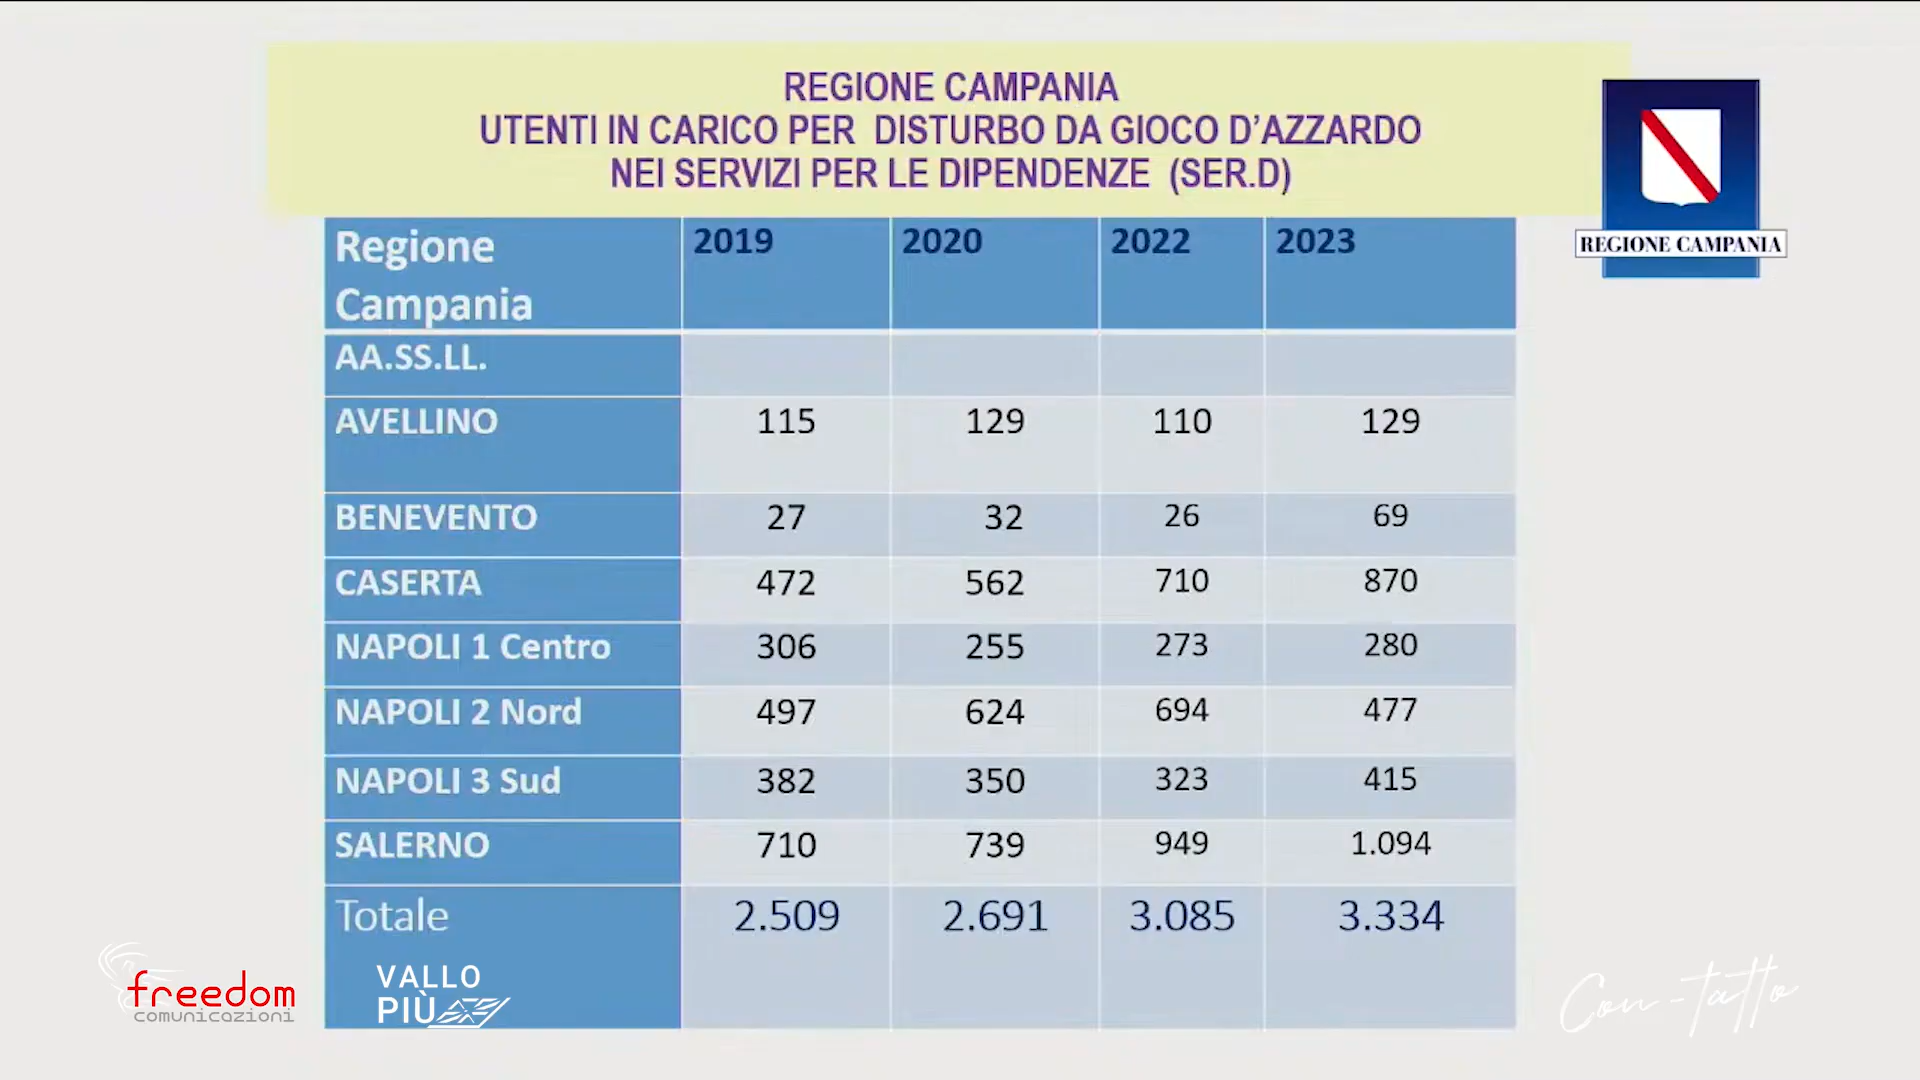 REGIONE CAMPANIA
UTENTI IN CARICO PER DISTURBO DA GIOCO D'AZZARDO
NEI SERVIZI PER LE DIPENDENZE (SER.D)
REGIONE CAMPANIA
Regione Campania 2019 2020 2022 2023
AA.SS.LL.
AVELLINO 115 129 110 129
BENEVENTO 27 32 26 69
CASERTA 472 562 710 870
NAPOLI 1 Centro 306 255 273 280
NAPOLI 2 Nord 497 624 694 477
NAPOLI 3 Sud 382 350 323 415
SALERNO 710 739 949 1.094
Totale 2.509 2.691 3.085 3.334
freedom
comunicazioni
VALLO
PIÙ
Con-tatto